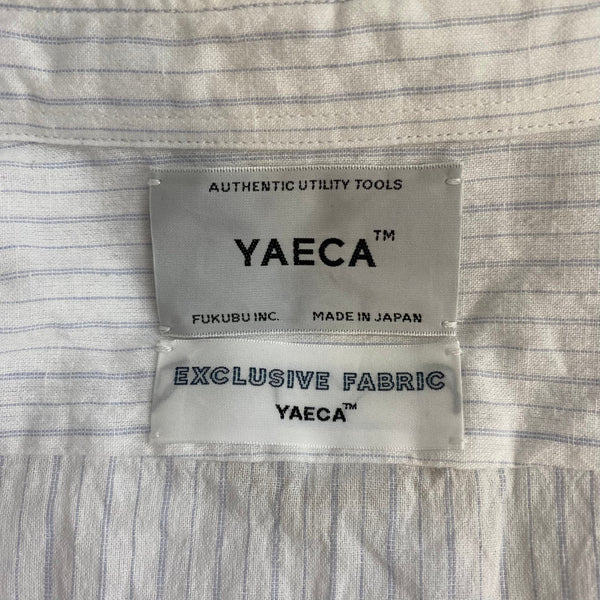 AUTHENTIC UTILITY TOOLS
YAECA™
FUKUBU INC. MADE IN JAPAN
EXCLUSIVE FABRIC
YAECA™